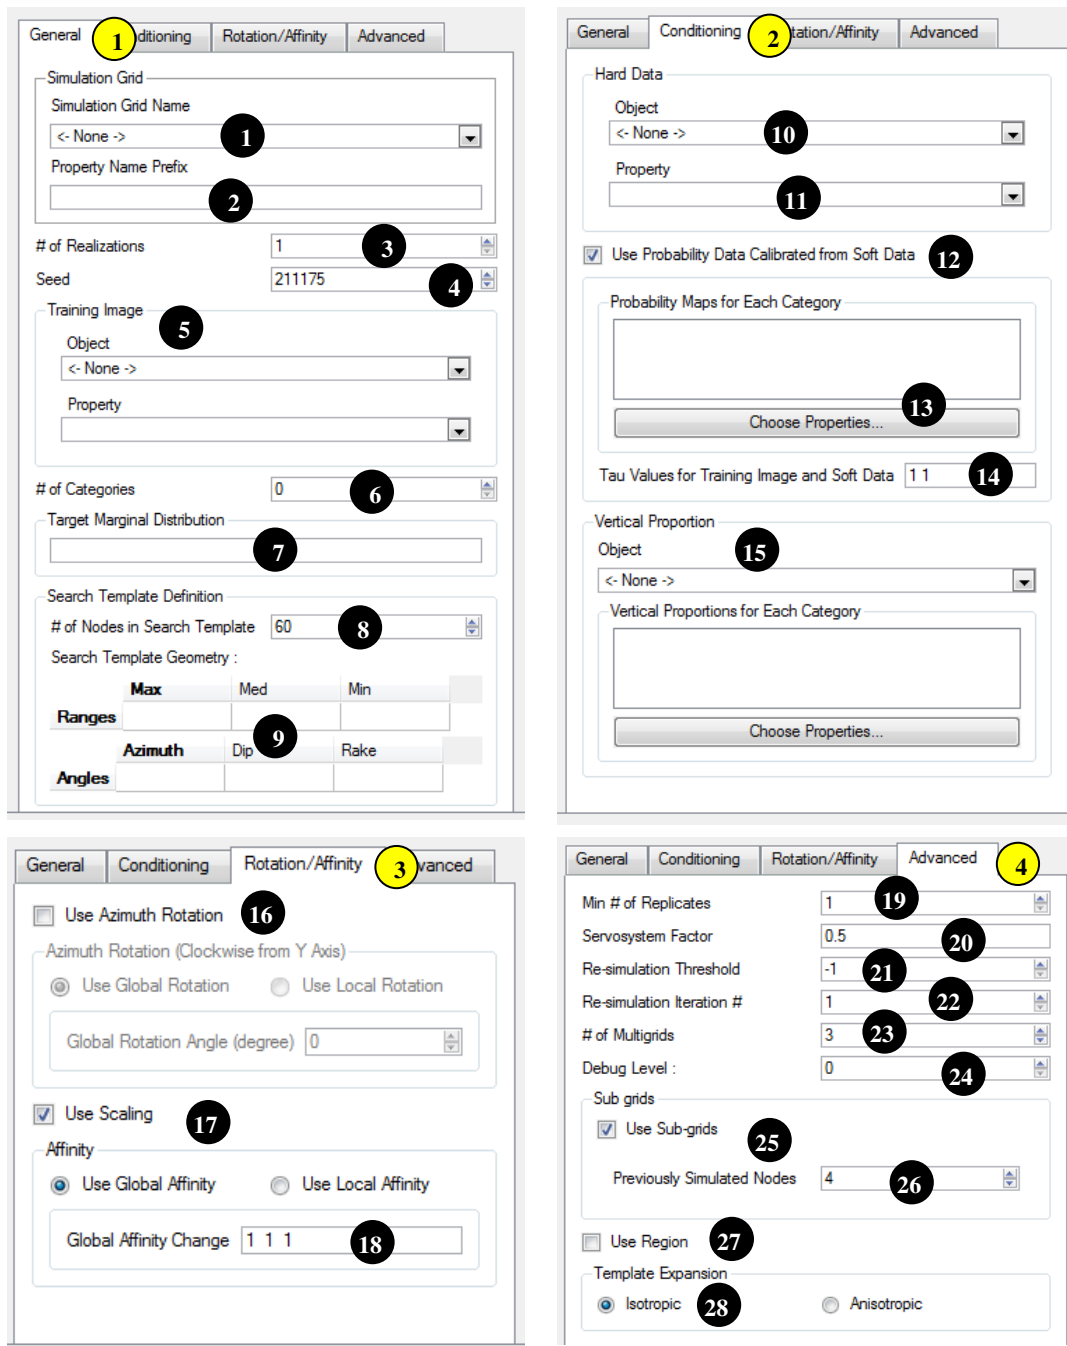 General 1 ditioning Rotation/Affinity Advanced
Simulation Grid
Simulation Grid Name
<- None -> 1
Property Name Prefix
2
# of Realizations 1 3
Seed 211175 4
Training Image 5
Object
<- None ->
Property
# of Categories 0 6
Target Marginal Distribution
7
Search Template Definition
# of Nodes in Search Template 60 8
Search Template Geometry :
Max Med Min
Ranges
9
Azimuth Dip Rake
Angles
General Conditioning 2 tation/Affinity Advanced
Hard Data
Object
<- None -> 10
Property
11
Use Probability Data Calibrated from Soft Data 12
Probability Maps for Each Category
13
Choose Properties...
Tau Values for Training Image and Soft Data 1 1 14
Vertical Proportion
Object 15
<- None ->
Vertical Proportions for Each Category
Choose Properties...
General Conditioning Rotation/Affinity 3 vanced
Use Azimuth Rotation 16
Azimuth Rotation (Clockwise from Y Axis)
Use Global Rotation Use Local Rotation
Global Rotation Angle (degree) 0
Use Scaling 17
Affinity
Use Global Affinity Use Local Affinity
Global Affinity Change 1 1 1 18
General Conditioning Rotation/Affinity Advanced 4
Min # of Replicates 1 19
Servosystem Factor 0.5 20
Re-simulation Threshold -1 21
Re-simulation Iteration # 1 22
# of Multigrids 3 23
Debug Level : 0 24
Sub grids
Use Sub-grids 25
Previously Simulated Nodes 4 26
Use Region 27
Template Expansion
Isotropic 28 Anisotropic